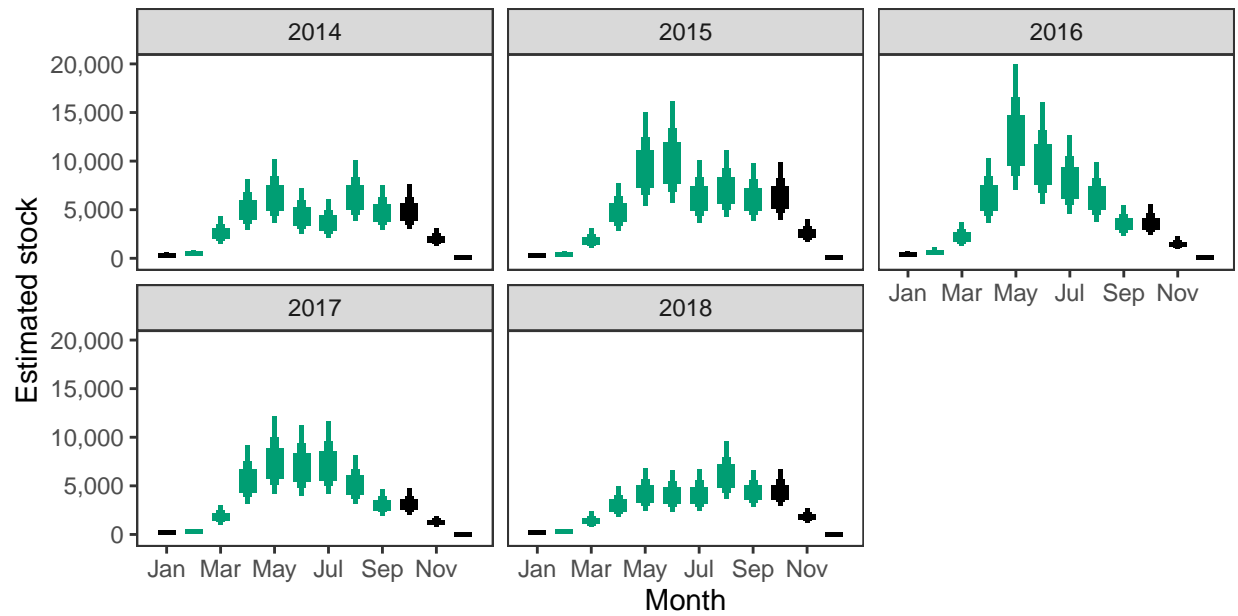 2014 2015 2016
20,000
15,000
10,000
5,000
0
Jan Mar May Jul Sep Nov
2017 2018
20,000
15,000
10,000
5,000
0
Jan Mar May Jul Sep Nov Jan Mar May Jul Sep Nov
Estimated stock
Month